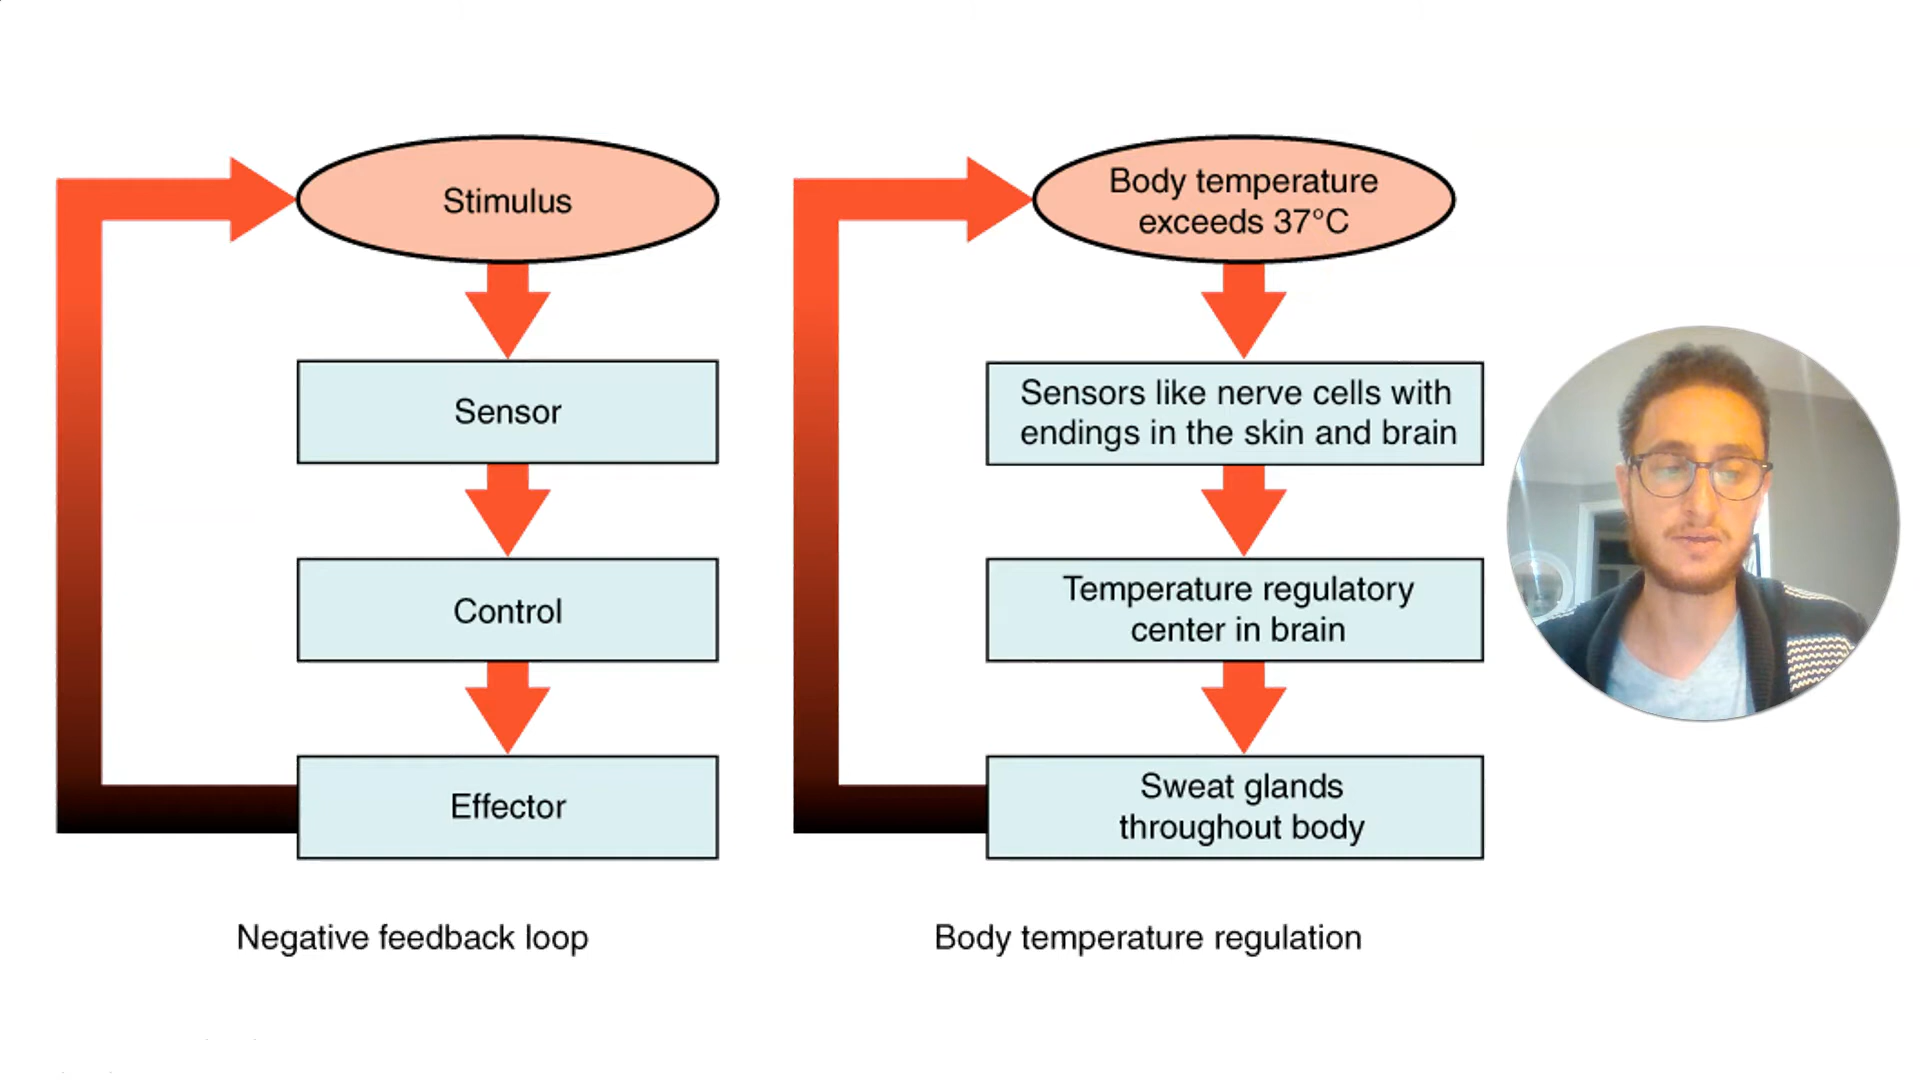 Stimulus
Sensor
Control
Effector
Negative feedback loop
Body temperature
exceeds 37°C
Sensors like nerve cells with
endings in the skin and brain
Temperature regulatory
center in brain
Sweat glands
throughout body
Body temperature regulation